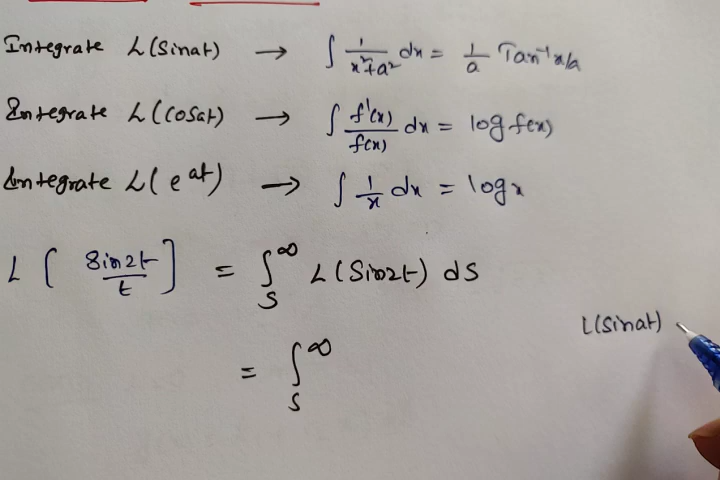 Integrate L(Sinat) → ∫ 1/(x²+a²) dx = 1/a Tan⁻¹ x/a
Integrate L(Cosat) → ∫ f'(x)/f(x) dx = log f(x)
Integrate L(e^at) → ∫ 1/x dx = log x
L[Sin2t/t] = ∫_S^∞ L(Sin2t) dS
L(Sinat)
= ∫_S^∞